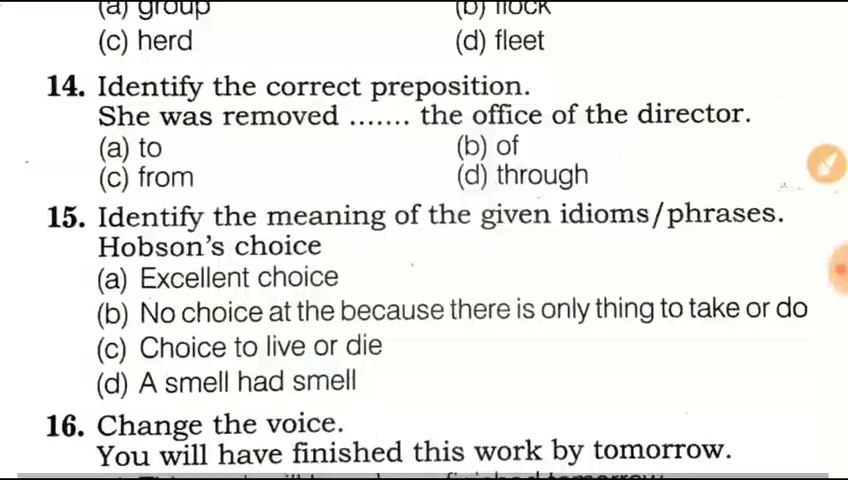 (a) group (b) flock
(c) herd (d) fleet
14. Identify the correct preposition.
She was removed ....... the office of the director.
(a) to (b) of
(c) from (d) through
15. Identify the meaning of the given idioms/phrases.
Hobson's choice
(a) Excellent choice
(b) No choice at the because there is only thing to take or do
(c) Choice to live or die
(d) A smell had smell
16. Change the voice.
You will have finished this work by tomorrow.